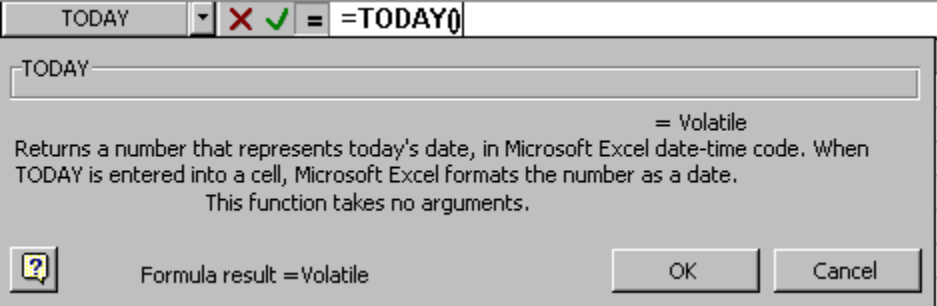 TODAY = =TODAY()
TODAY
= Volatile
Returns a number that represents today's date, in Microsoft Excel date-time code. When
TODAY is entered into a cell, Microsoft Excel formats the number as a date.
This function takes no arguments.
? Formula result =Volatile OK Cancel